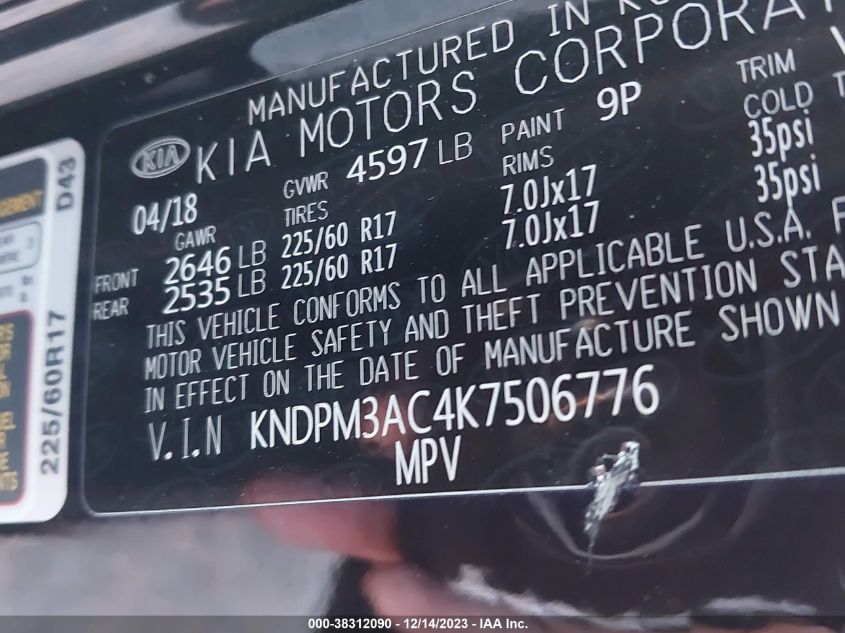 MANUFACTURED IN
KIA KIA MOTORS
04/18 GVWR 4597 LB PAINT 9P TRIM
GAWR TIRES RIMS COLD
FRONT 2646 LB 225/60 R17 7.0Jx17 35psi
REAR 2535 LB 225/60 R17 7.0Jx17 35psi
THIS VEHICLE CONFORMS TO ALL APPLICABLE U.S.A.
MOTOR VEHICLE SAFETY AND THEFT PREVENTION
IN EFFECT ON THE DATE OF MANUFACTURE SHOWN
V.I.N KNDPM3AC4K7506776
MPV
D43
225/60R17
000-38312090 - 12/14/2023 - IAA Inc.